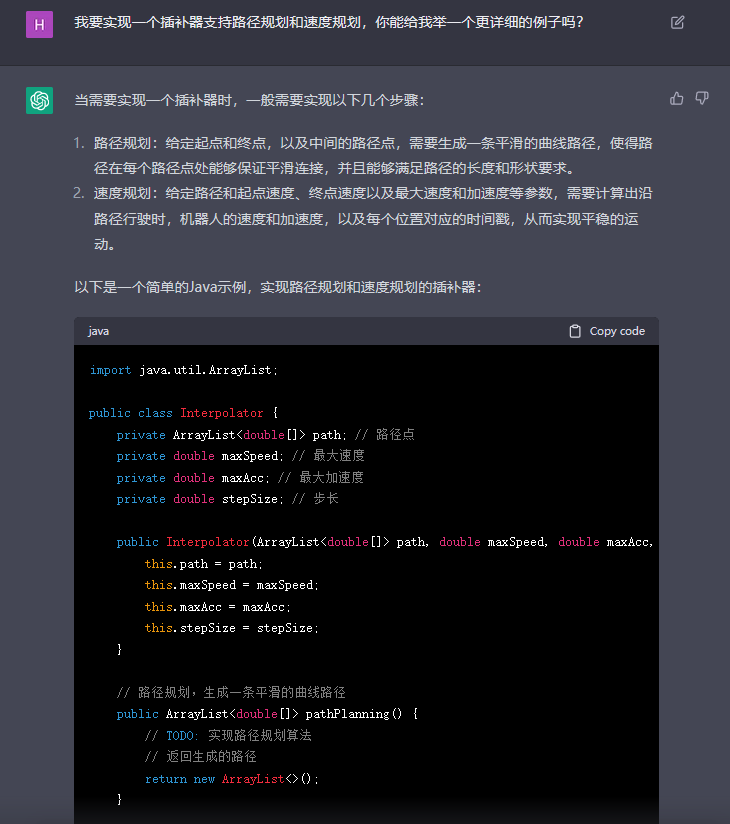 H
我要实现一个插补器支持路径规划和速度规划，你能给我举一个更详细的例子吗？
当需要实现一个插补器时，一般需要实现以下几个步骤：
1. 路径规划：给定起点和终点，以及中间的路径点，需要生成一条平滑的曲线路径，使得路
径在每个路径点处能够保证平滑连接，并且能够满足路径的长度和形状要求。
2. 速度规划：给定路径和起点速度、终点速度以及最大速度和加速度等参数，需要计算出沿
路径行驶时，机器人的速度和加速度，以及每个位置对应的时间戳，从而实现平稳的运
动。
以下是一个简单的Java示例，实现路径规划和速度规划的插补器：
java Copy code
import java.util.ArrayList;
public class Interpolator {
private ArrayList<double[]> path; // 路径点
private double maxSpeed; // 最大速度
private double maxAcc; // 最大加速度
private double stepSize; // 步长
public Interpolator(ArrayList<double[]> path, double maxSpeed, double maxAcc,
this.path = path;
this.maxSpeed = maxSpeed;
this.maxAcc = maxAcc;
this.stepSize = stepSize;
}
// 路径规划，生成一条平滑的曲线路径
public ArrayList<double[]> pathPlanning() {
// TODO: 实现路径规划算法
// 返回生成的路径
return new ArrayList<>();
}